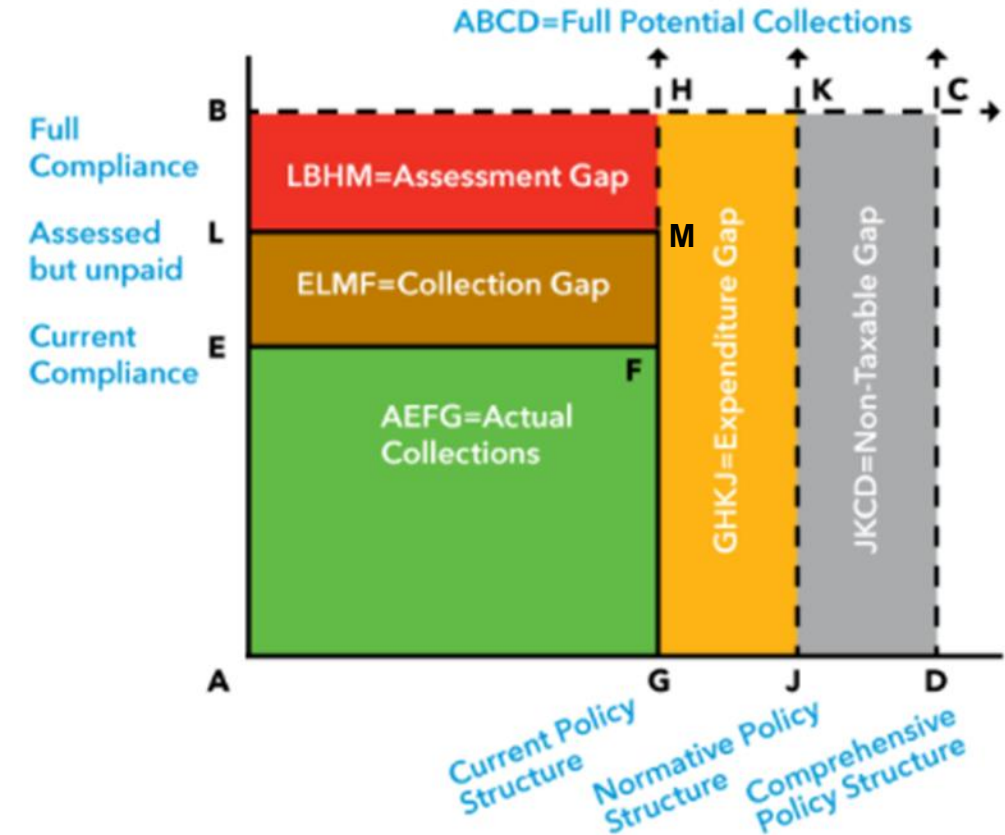 ABCD=Full Potential Collections
H
K
C
B
Full
Compliance
LBHM=Assessment Gap
Assessed
but unpaid
L
M
ELMF=Collection Gap
Current
Compliance
E
F
AEFG=Actual
Collections
GHKJ=Expenditure Gap
JKCD=Non-Taxable Gap
A
G
J
D
Current Policy
Structure
Normative Policy
Structure
Comprehensive
Policy Structure